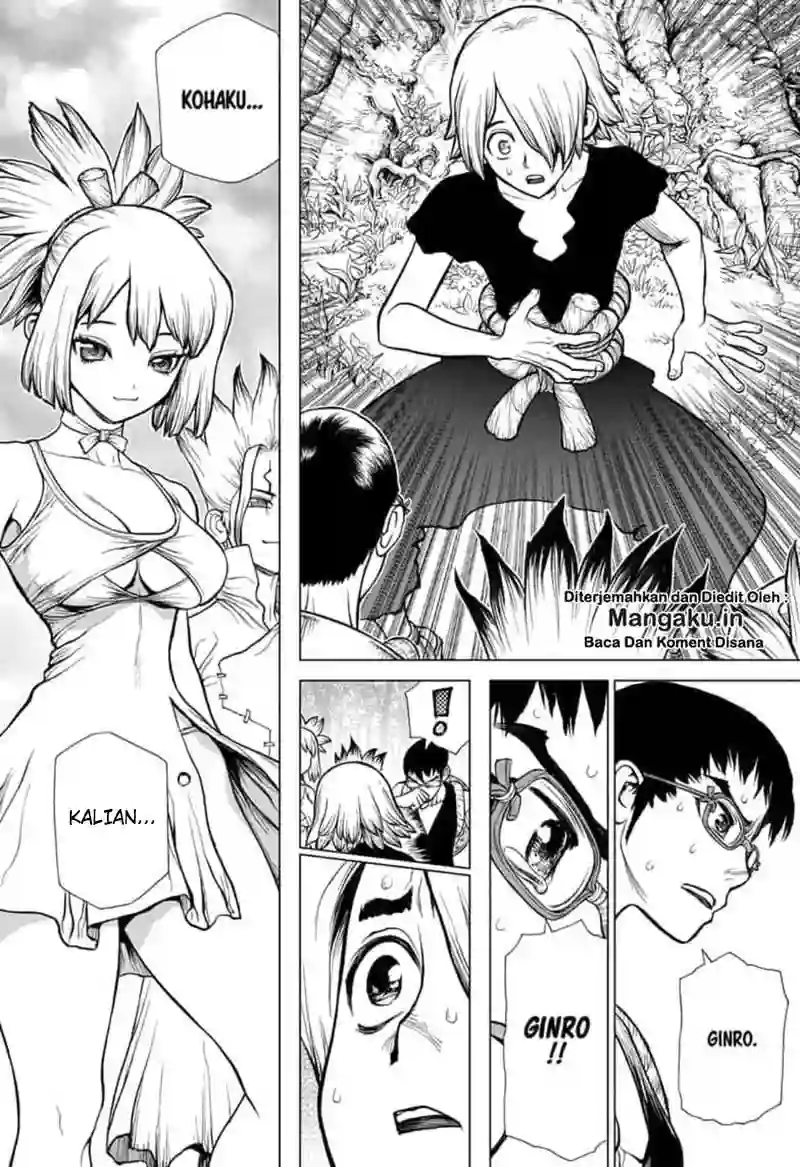 KOHAKU...
KALIAN...
Diterjemahkan dan Diedit Oleh :
Mangaku.in
Baca Dan Koment Disana
!
GINRO
!!
GINRO.